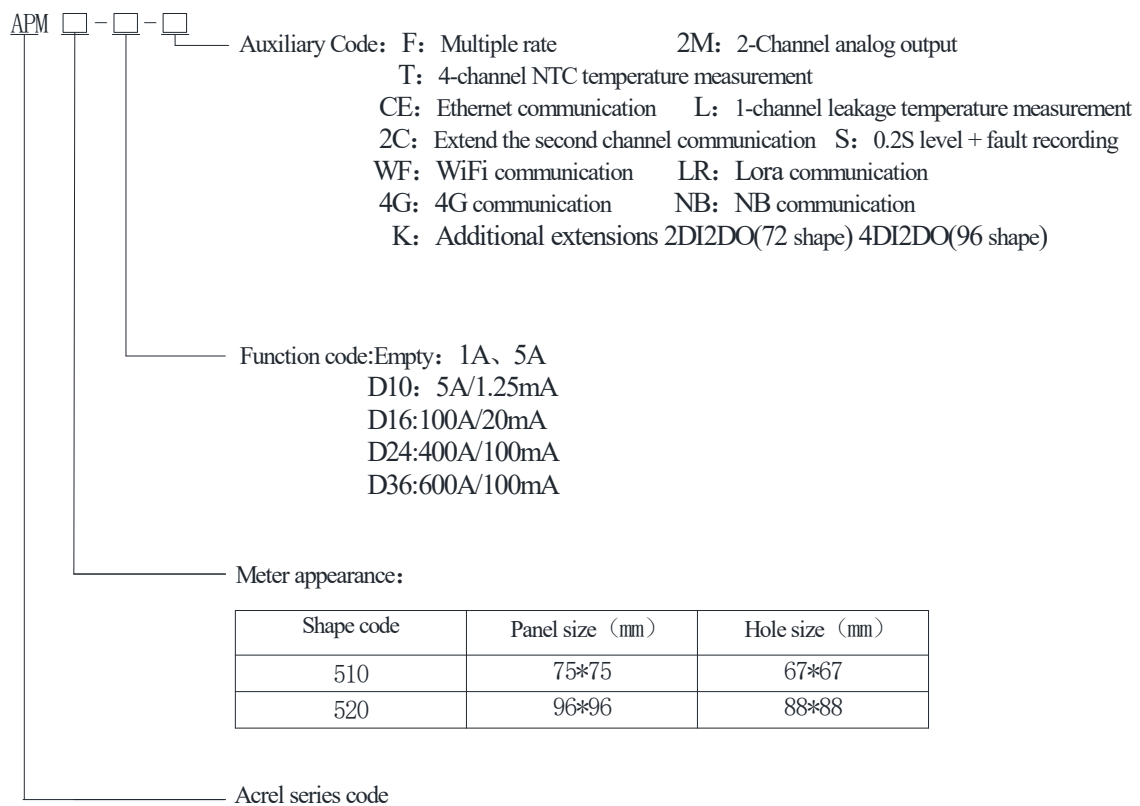 APM □-□-□
Auxiliary Code：F：Multiple rate 2M：2-Channel analog output
T：4-channel NTC temperature measurement
CE：Ethernet communication L：1-channel leakage temperature measurement
2C：Extend the second channel communication S：0.2S level + fault recording
WF：WiFi communication LR：Lora communication
4G：4G communication NB：NB communication
K：Additional extensions 2DI2DO(72 shape) 4DI2DO(96 shape)
Function code:Empty：1A、5A
D10：5A/1.25mA
D16:100A/20mA
D24:400A/100mA
D36:600A/100mA
Meter appearance：
Shape code Panel size（mm） Hole size（mm）
510 75*75 67*67
520 96*96 88*88
Acrel series code